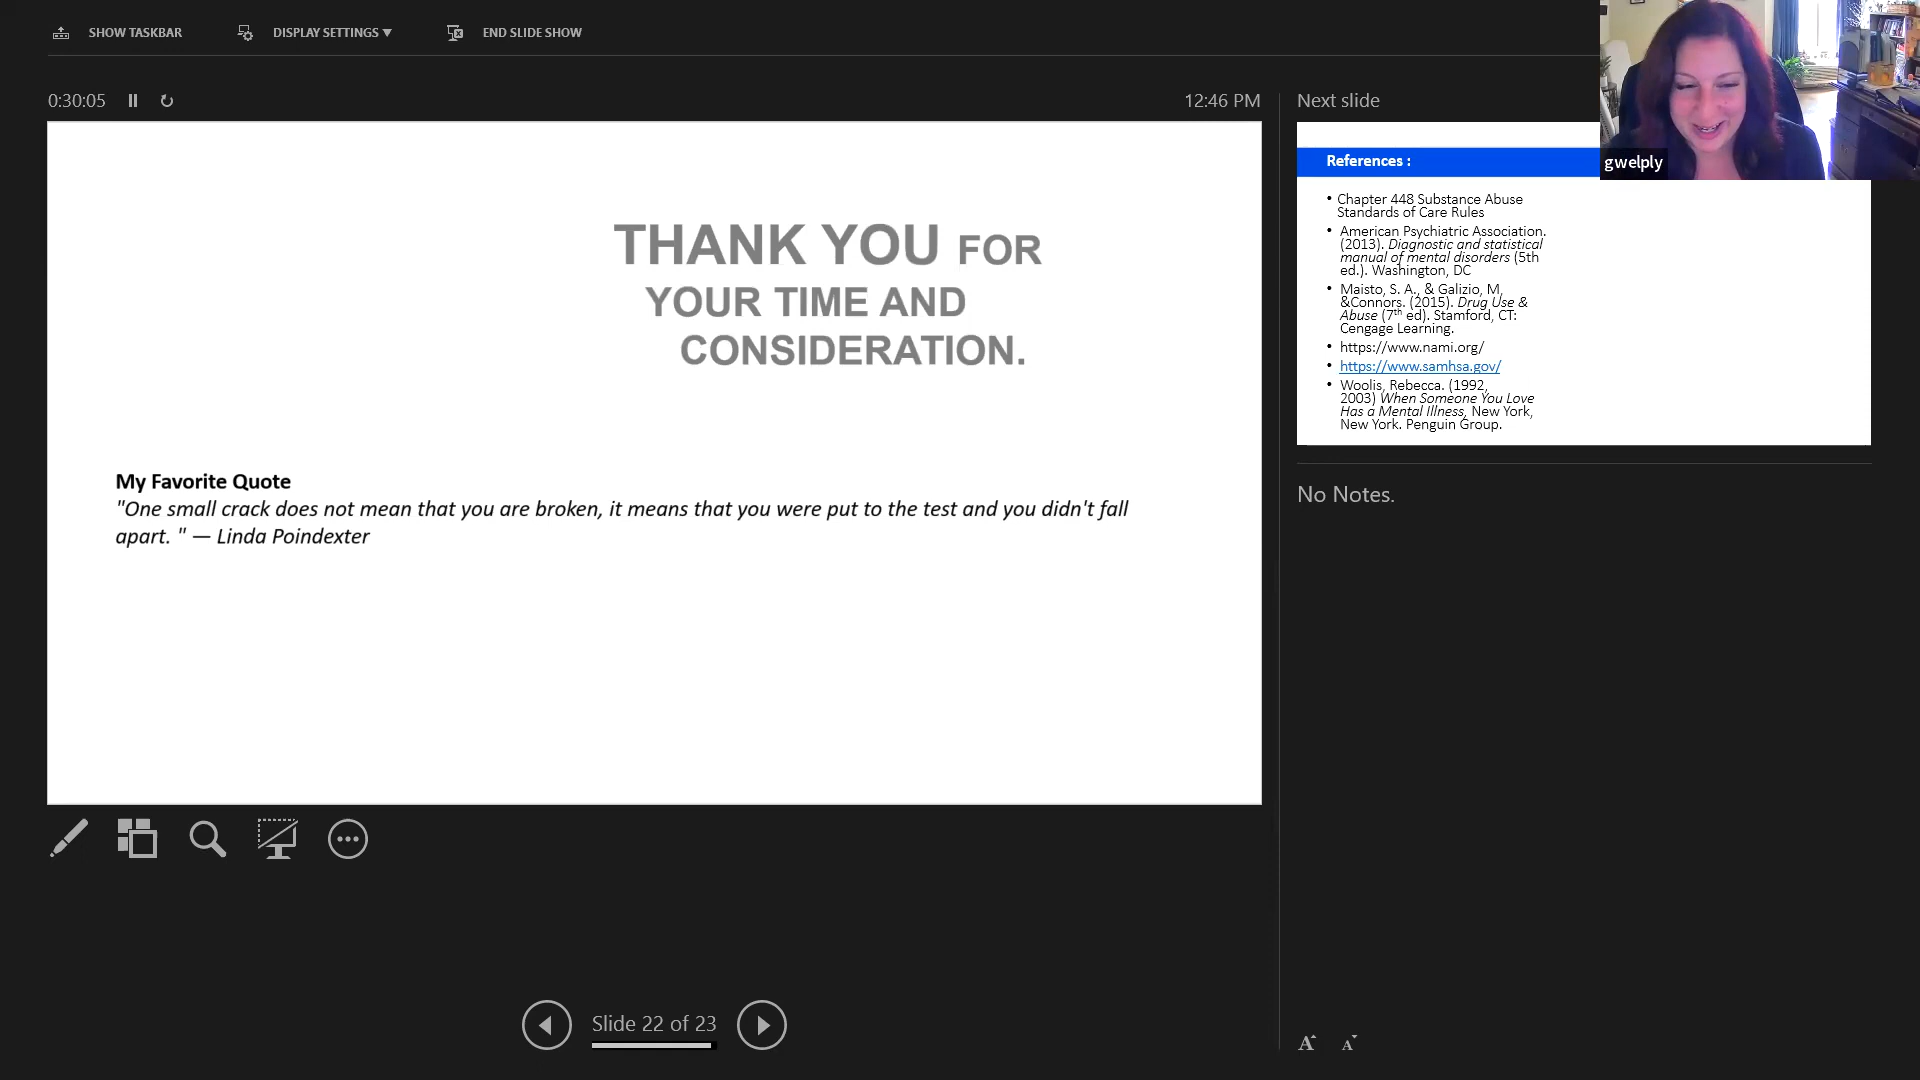 SHOW TASKBAR
DISPLAY SETTINGS ▼
END SLIDE SHOW
0:30:05
12:46 PM
THANK YOU FOR
YOUR TIME AND
CONSIDERATION.
My Favorite Quote
"One small crack does not mean that you are broken, it means that you were put to the test and you didn't fall
apart. " — Linda Poindexter
Slide 22 of 23
Next slide
gwelply
References :
• Chapter 448 Substance Abuse
Standards of Care Rules
• American Psychiatric Association.
(2013). Diagnostic and statistical
manual of mental disorders (5th
ed.). Washington, DC
• Maisto, S. A., & Galizio, M,
&Connors. (2015). Drug Use &
Abuse (7th ed). Stamford, CT:
Cengage Learning.
• https://www.nami.org/
• https://www.samhsa.gov/
• Woolis, Rebecca. (1992,
2003) When Someone You Love
Has a Mental Illness, New York,
New York. Penguin Group.
No Notes.
A A